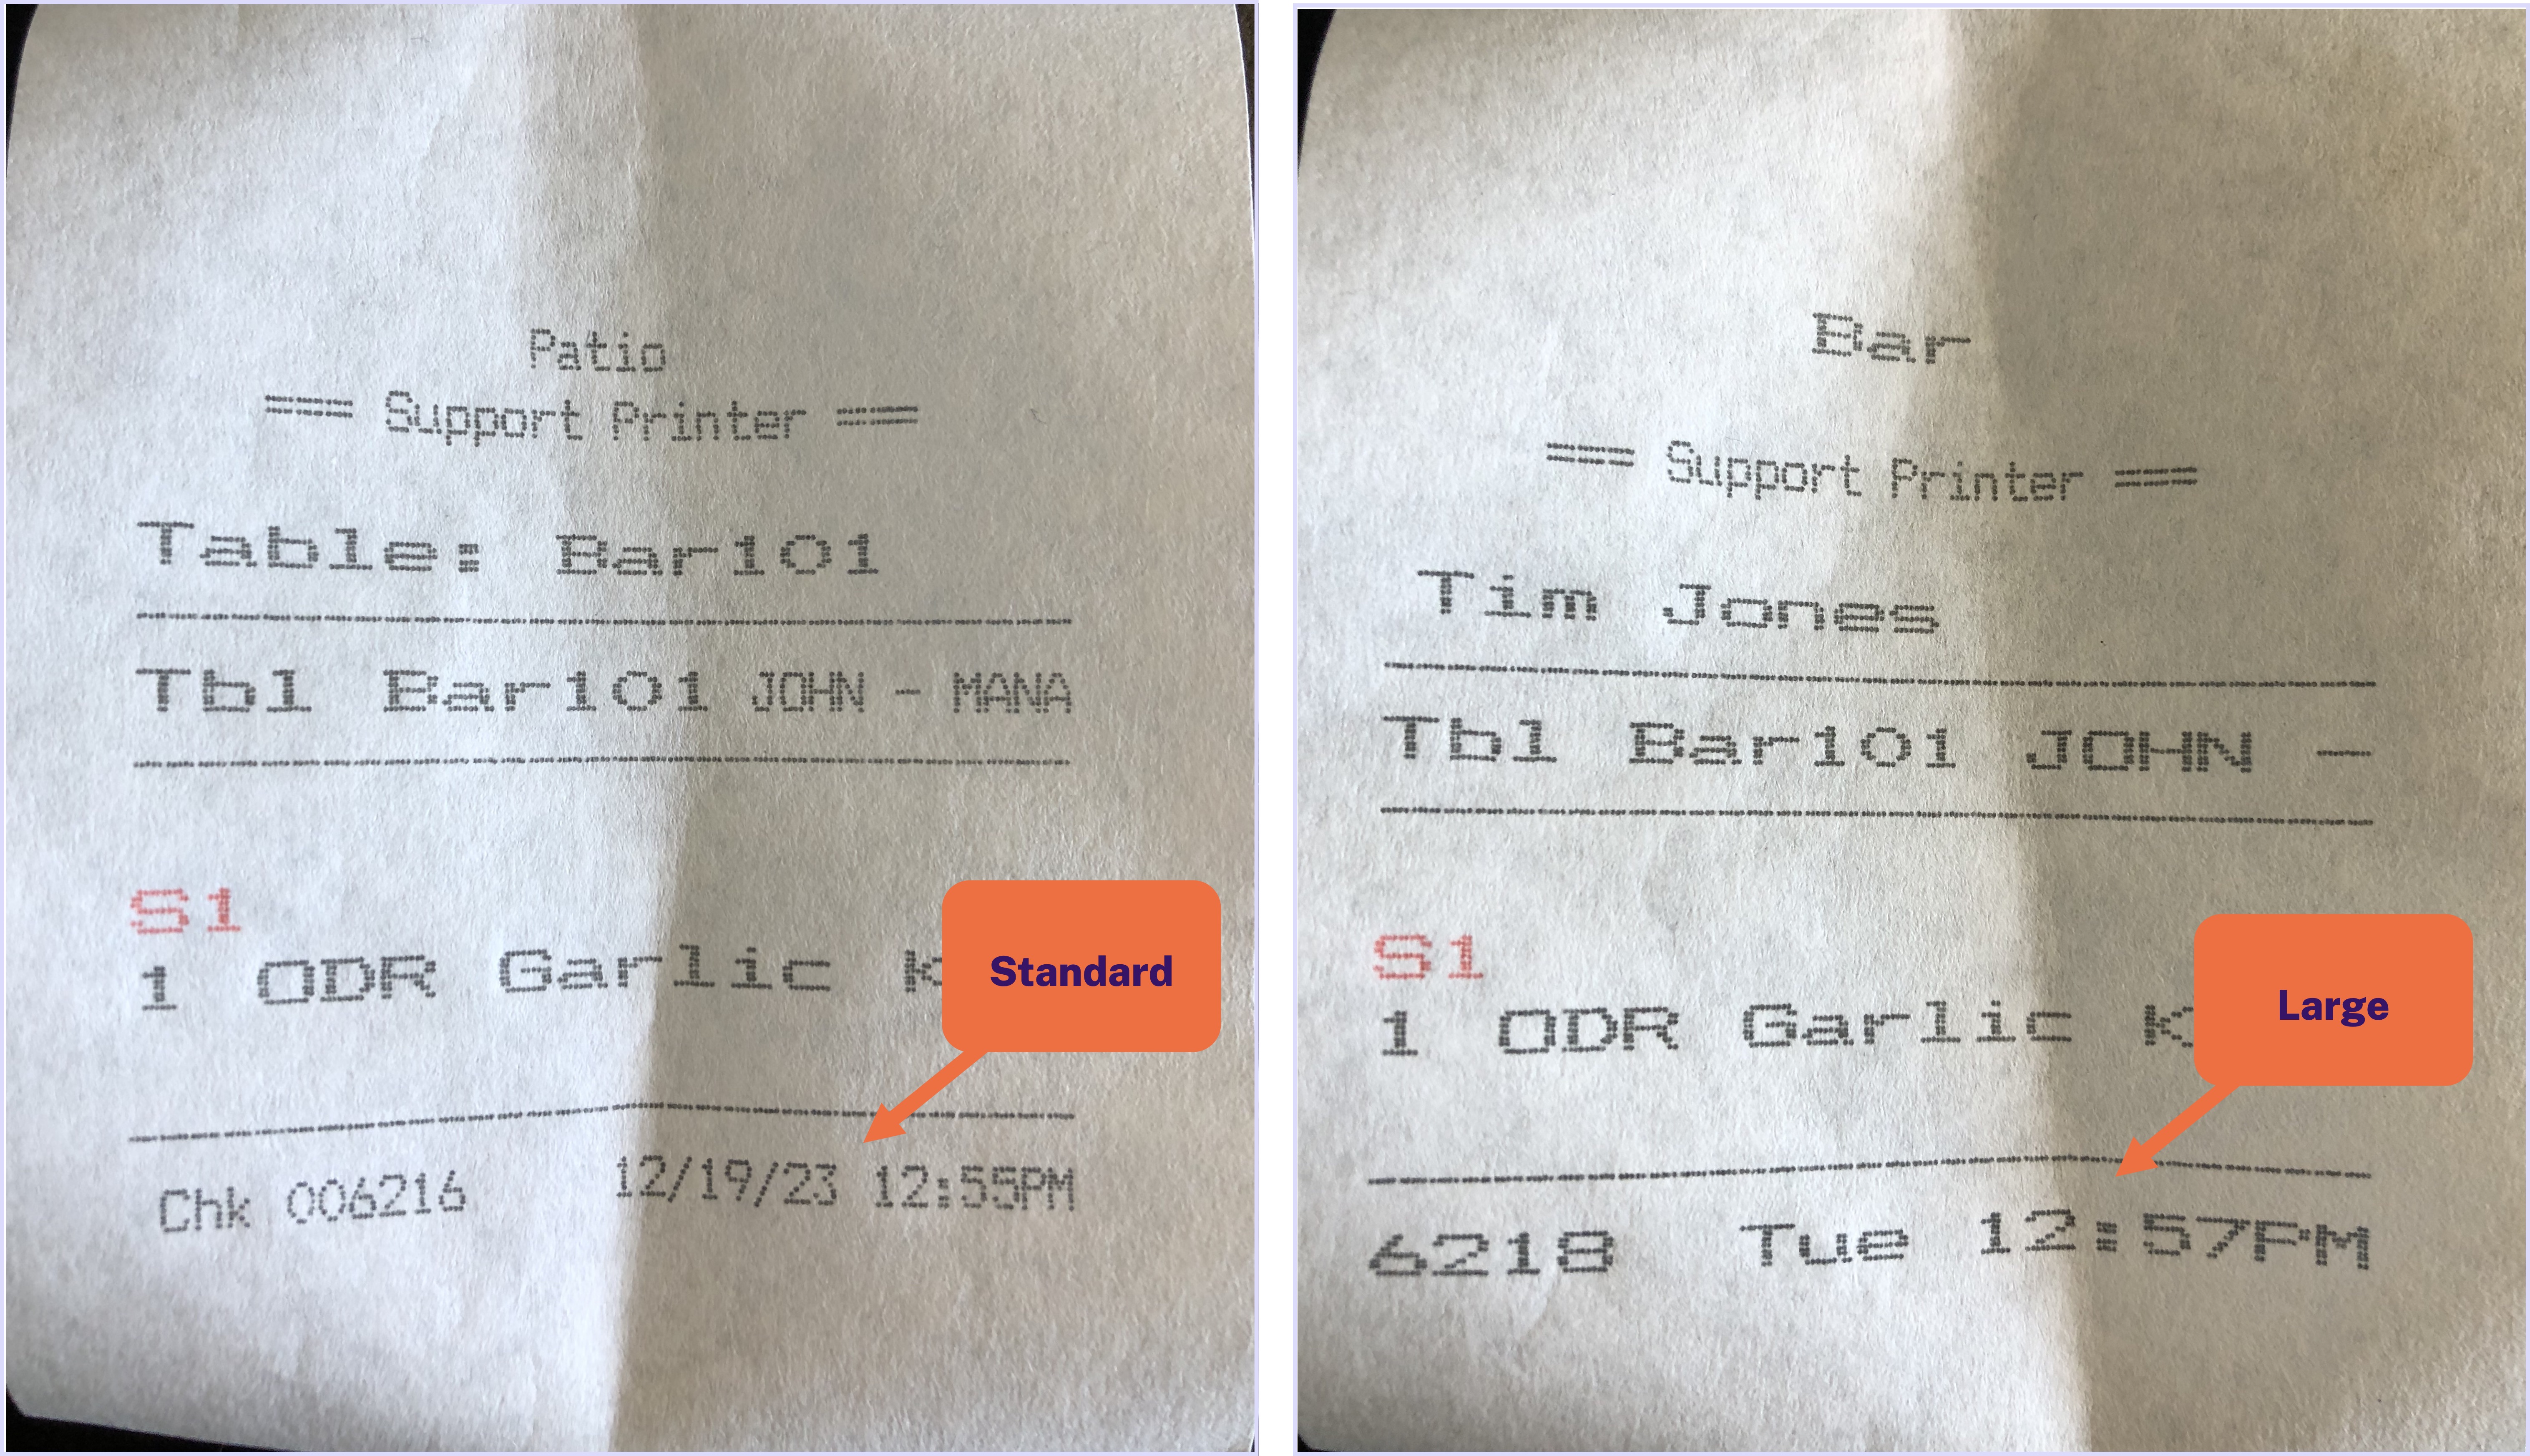 Patio
== Support Printer ==
Table: Bar101
Tbl Bar101 JOHN - MANA
S1
1 ODR Garlic K
Standard
Chk 006216 12/19/23 12:55PM
Bar
== Support Printer ==
Tim Jones
Tbl Bar101 JOHN -
S1
1 ODR Garlic K
Large
6218 Tue 12:57PM